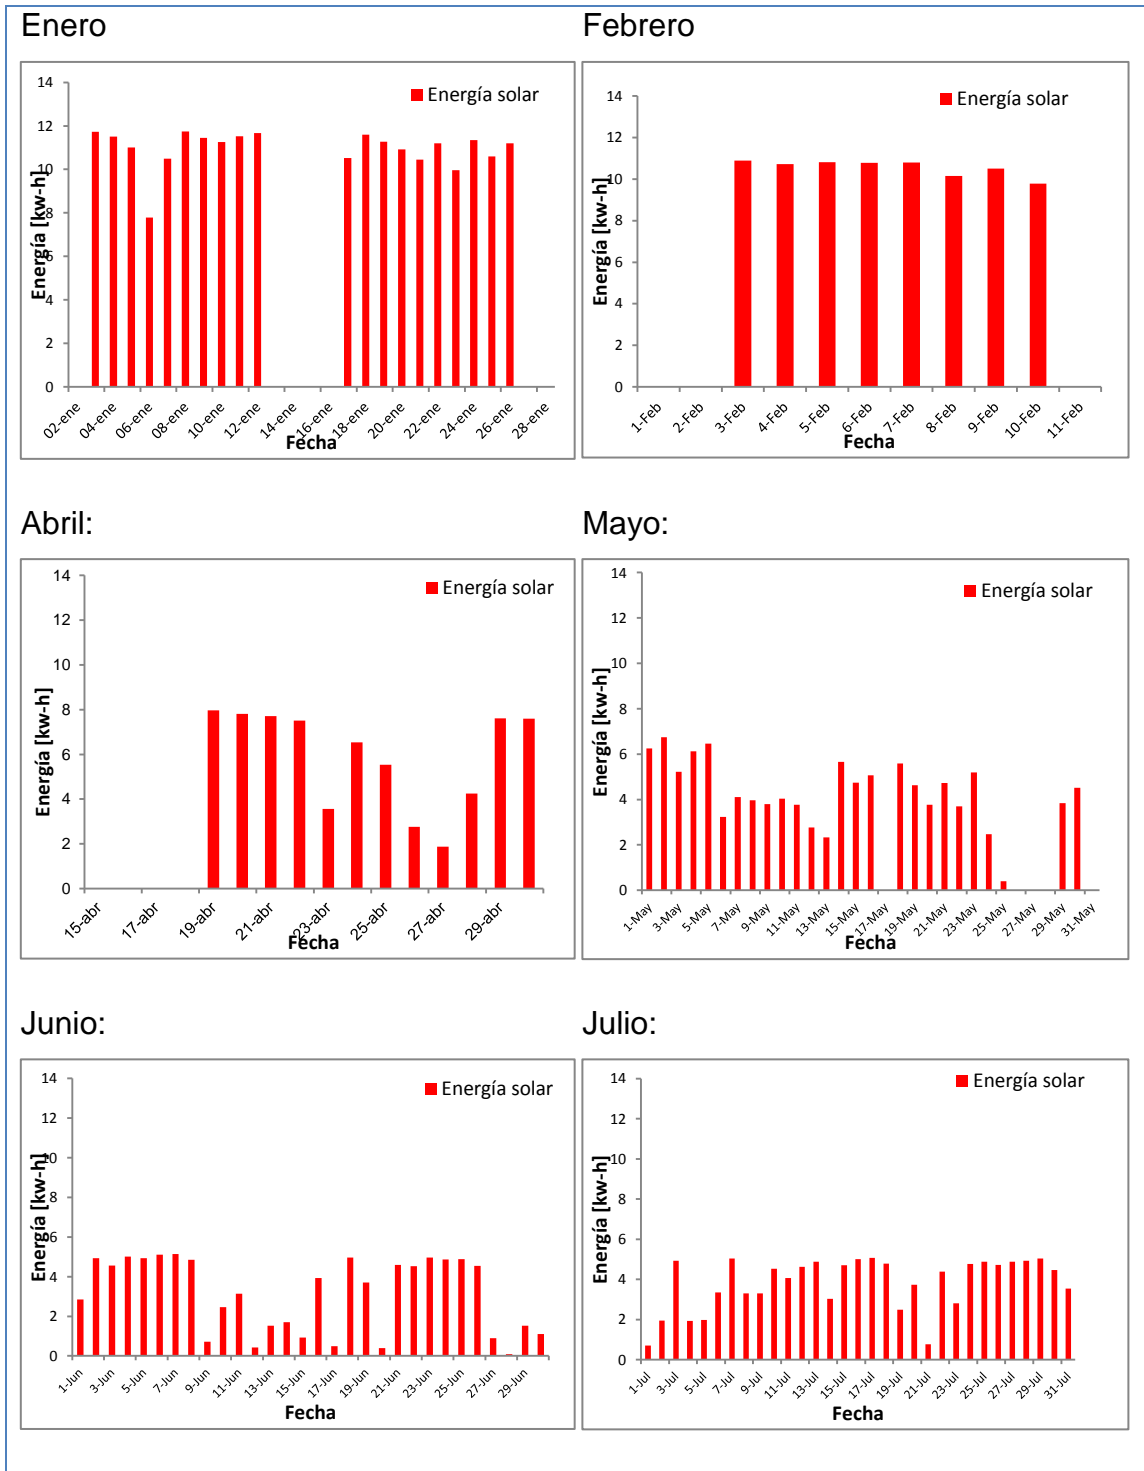 Enero
Febrero
Energía solar
14
12
10
8
6
4
2
0
Energía [kw-h]
02-ene 04-ene 06-ene 08-ene 10-ene 12-ene 14-ene 16-ene 18-ene 20-ene 22-ene 24-ene 26-ene 28-ene
Fecha
Energía solar
14
12
10
8
6
4
2
0
Energía [kw-h]
1-Feb 2-Feb 3-Feb 4-Feb 5-Feb 6-Feb 7-Feb 8-Feb 9-Feb 10-Feb 11-Feb
Fecha
Abril:
Mayo:
Energía solar
14
12
10
8
6
4
2
0
Energía [kw-h]
15-abr 17-abr 19-abr 21-abr 23-abr 25-abr 27-abr 29-abr
Fecha
Energía solar
14
12
10
8
6
4
2
0
Energía [kw-h]
1-May 3-May 5-May 7-May 9-May 11-May 13-May 15-May 17-May 19-May 21-May 23-May 25-May 27-May 29-May 31-May
Fecha
Junio:
Julio:
Energía solar
14
12
10
8
6
4
2
0
Energía [kw-h]
1-Jun 3-Jun 5-Jun 7-Jun 9-Jun 11-Jun 13-Jun 15-Jun 17-Jun 19-Jun 21-Jun 23-Jun 25-Jun 27-Jun 29-Jun
Fecha
Energía solar
14
12
10
8
6
4
2
0
Energía [kw-h]
1-Jul 3-Jul 5-Jul 7-Jul 9-Jul 11-Jul 13-Jul 15-Jul 17-Jul 19-Jul 21-Jul 23-Jul 25-Jul 27-Jul 29-Jul 31-Jul
Fecha